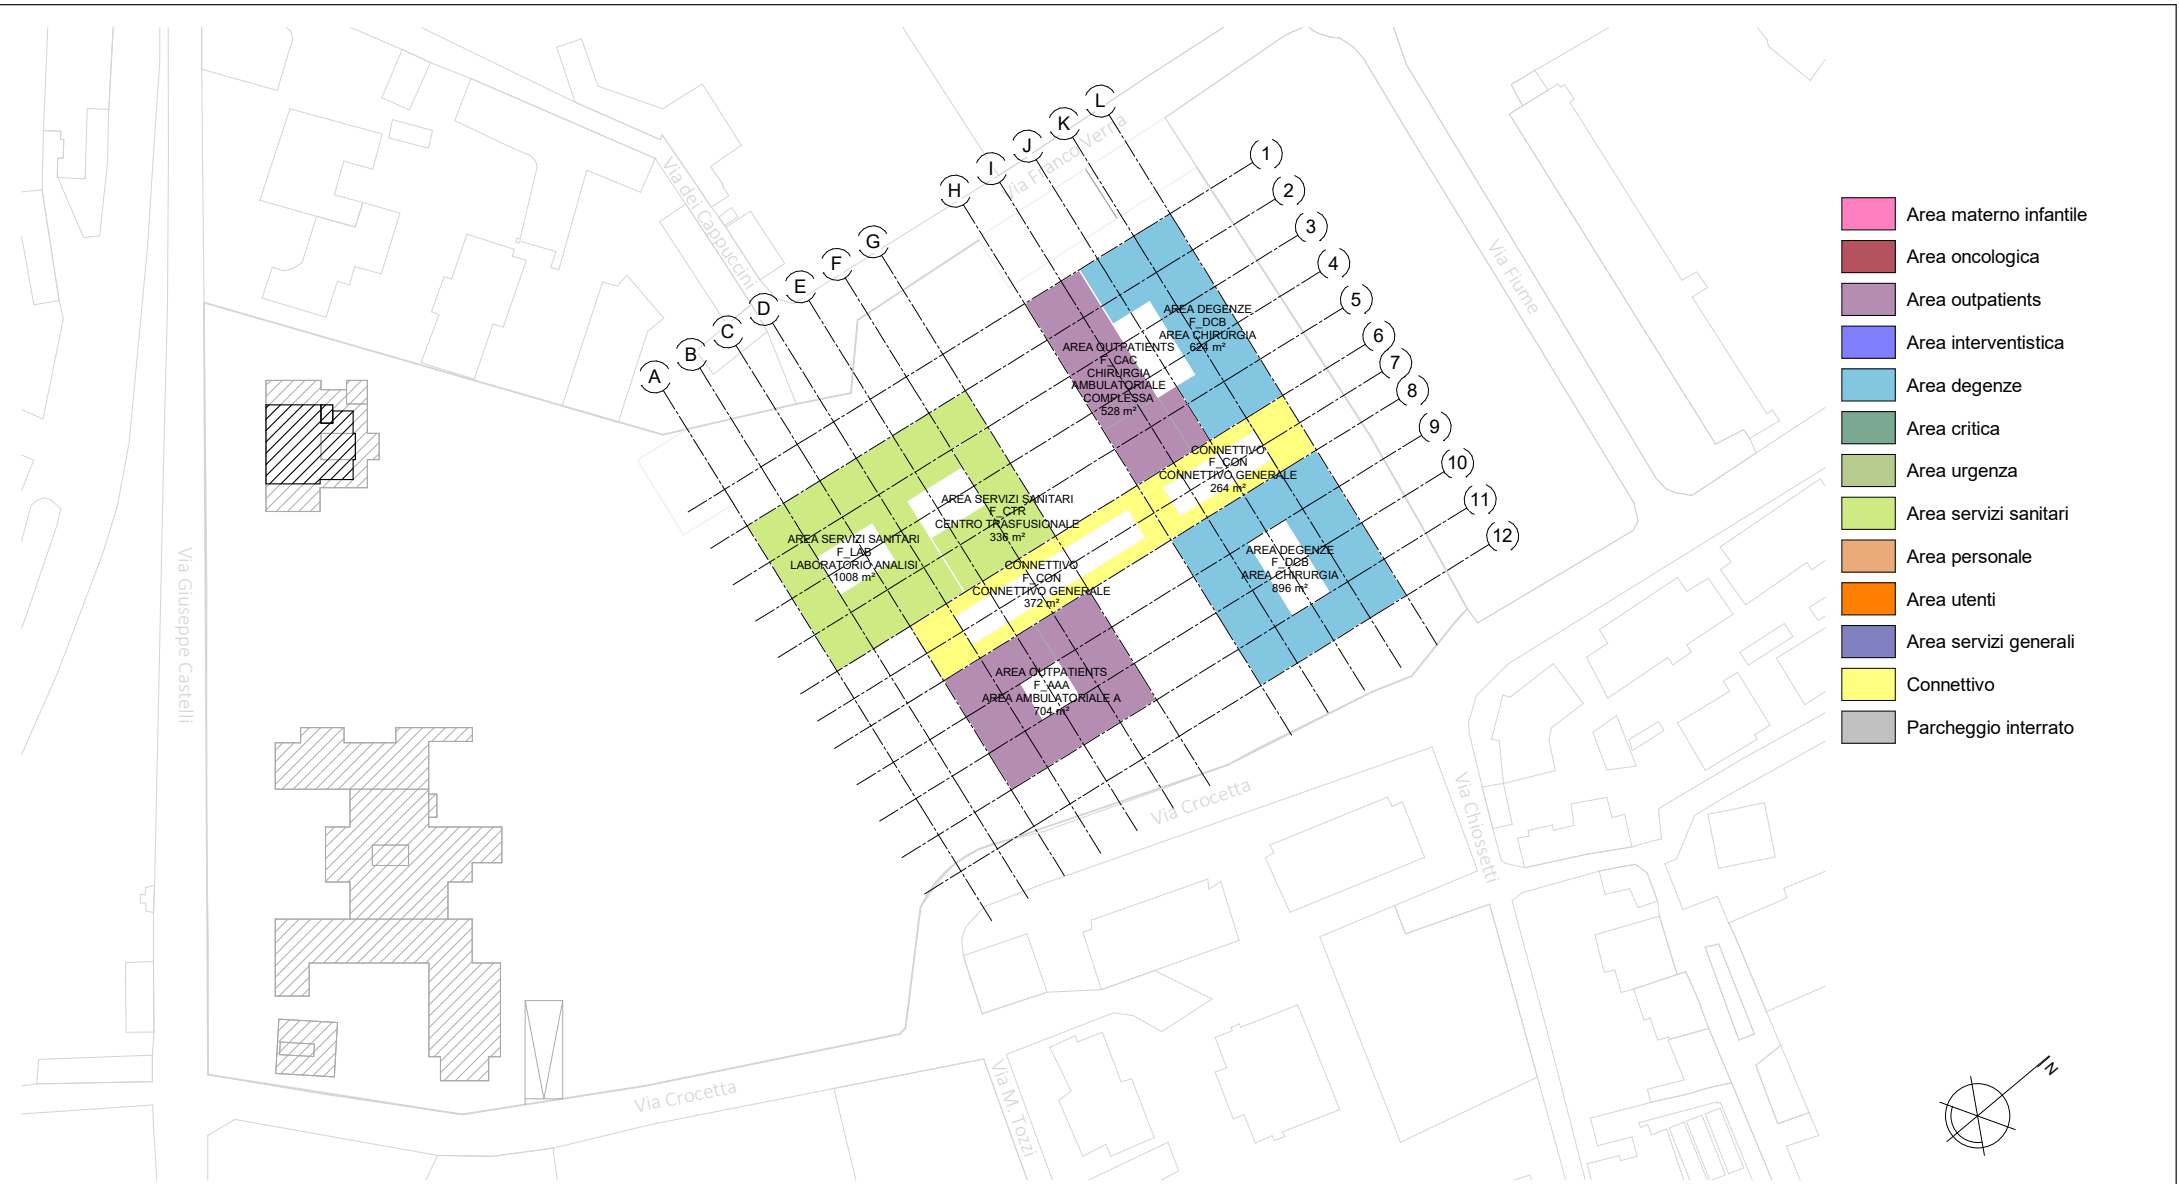 A
B
C
D
E
F
G
H
I
J
K
L
1
2
3
4
5
6
7
8
9
10
11
12
Via Franco Verna
Via dei Cappuccini
Via Fiume
Via Giuseppe Castelli
Via Crocetta
Via Chiossetti
Via Crocetta
Via M. Tozzi
AREA DEGENZE
F_DCB
AREA CHIRURGIA
624 m²
AREA OUTPATIENTS
F_CAC
CHIRURGIA
AMBULATORIALE
COMPLESSA
528 m²
CONNETTIVO
F_CON
CONNETTIVO GENERALE
264 m²
AREA SERVIZI SANITARI
F_CTR
CENTRO TRASFUSIONALE
336 m²
AREA SERVIZI SANITARI
F_LAB
LABORATORIO ANALISI
1008 m²
CONNETTIVO
F_CON
CONNETTIVO GENERALE
372 m²
AREA DEGENZE
F_DCB
AREA CHIRURGIA
896 m²
AREA OUTPATIENTS
F_AAA
AREA AMBULATORIALE A
704 m²
Area materno infantile
Area oncologica
Area outpatients
Area interventistica
Area degenze
Area critica
Area urgenza
Area servizi sanitari
Area personale
Area utenti
Area servizi generali
Connettivo
Parcheggio interrato
N